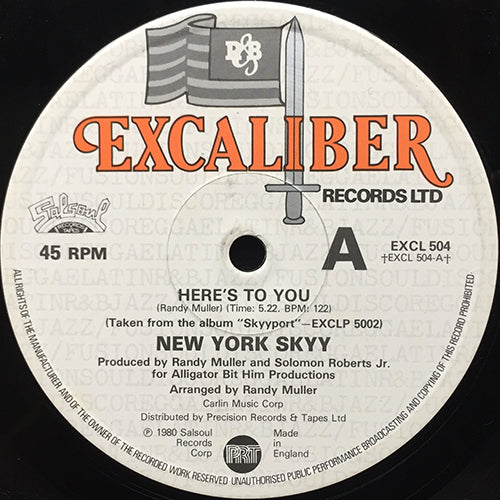 R&B
EXCALIBER
RECORDS LTD
Salsoul
45 RPM
A
EXCL 504
†EXCL 504-A†
HERE'S TO YOU
(Randy Muller) (Time: 5.22. BPM: 122)
(Taken from the album "Skyyport"—EXCLP 5002)
NEW YORK SKYY
Produced by Randy Muller and Solomon Roberts Jr.
for Alligator Bit Him Productions
Arranged by Randy Muller
Carlin Music Corp
Distributed by Precision Records & Tapes Ltd
℗ 1980 Salsoul
Records
Corp
PRT
Made in
England
ALL RIGHTS OF THE MANUFACTURER AND OF THE OWNER OF THE RECORDED WORK RESERVED. UNAUTHORISED PUBLIC PERFORMANCE BROADCASTING AND COPYING OF THIS RECORD PROHIBITED